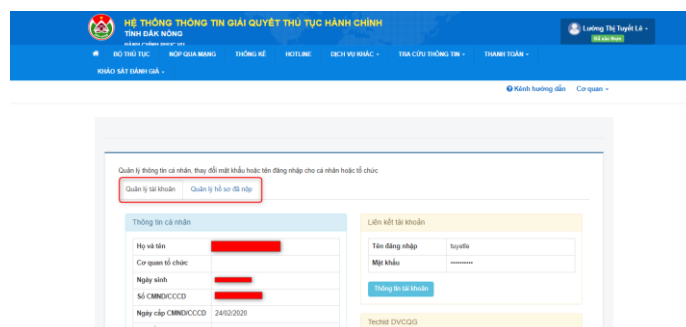 HỆ THỐNG THÔNG TIN GIẢI QUYẾT THỦ TỤC HÀNH CHÍNH
TỈNH ĐẮK NÔNG
Lường Thị Tuyết Lê
Đã xác thực
BỘ THỦ TỤC NỘP QUA MẠNG THỐNG KÊ HOTLINE DỊCH VỤ KHÁC TRA CỨU THÔNG TIN THANH TOÁN
KHẢO SÁT ĐÁNH GIÁ
Kênh hướng dẫn Cơ quan
Quản lý thông tin cá nhân, thay đổi mật khẩu hoặc tên đăng nhập cho cá nhân hoặc tổ chức
Quản lý tài khoản Quản lý hồ sơ đã nộp
Thông tin cá nhân
Họ và tên
Cơ quan tổ chức
Ngày sinh
Số CMND/CCCD
Ngày cấp CMND/CCCD 24/02/2020
Liên kết tài khoản
Tên đăng nhập tuyetle
Mật khẩu ••••••••••
Thông tin tài khoản
Techid DVCQG